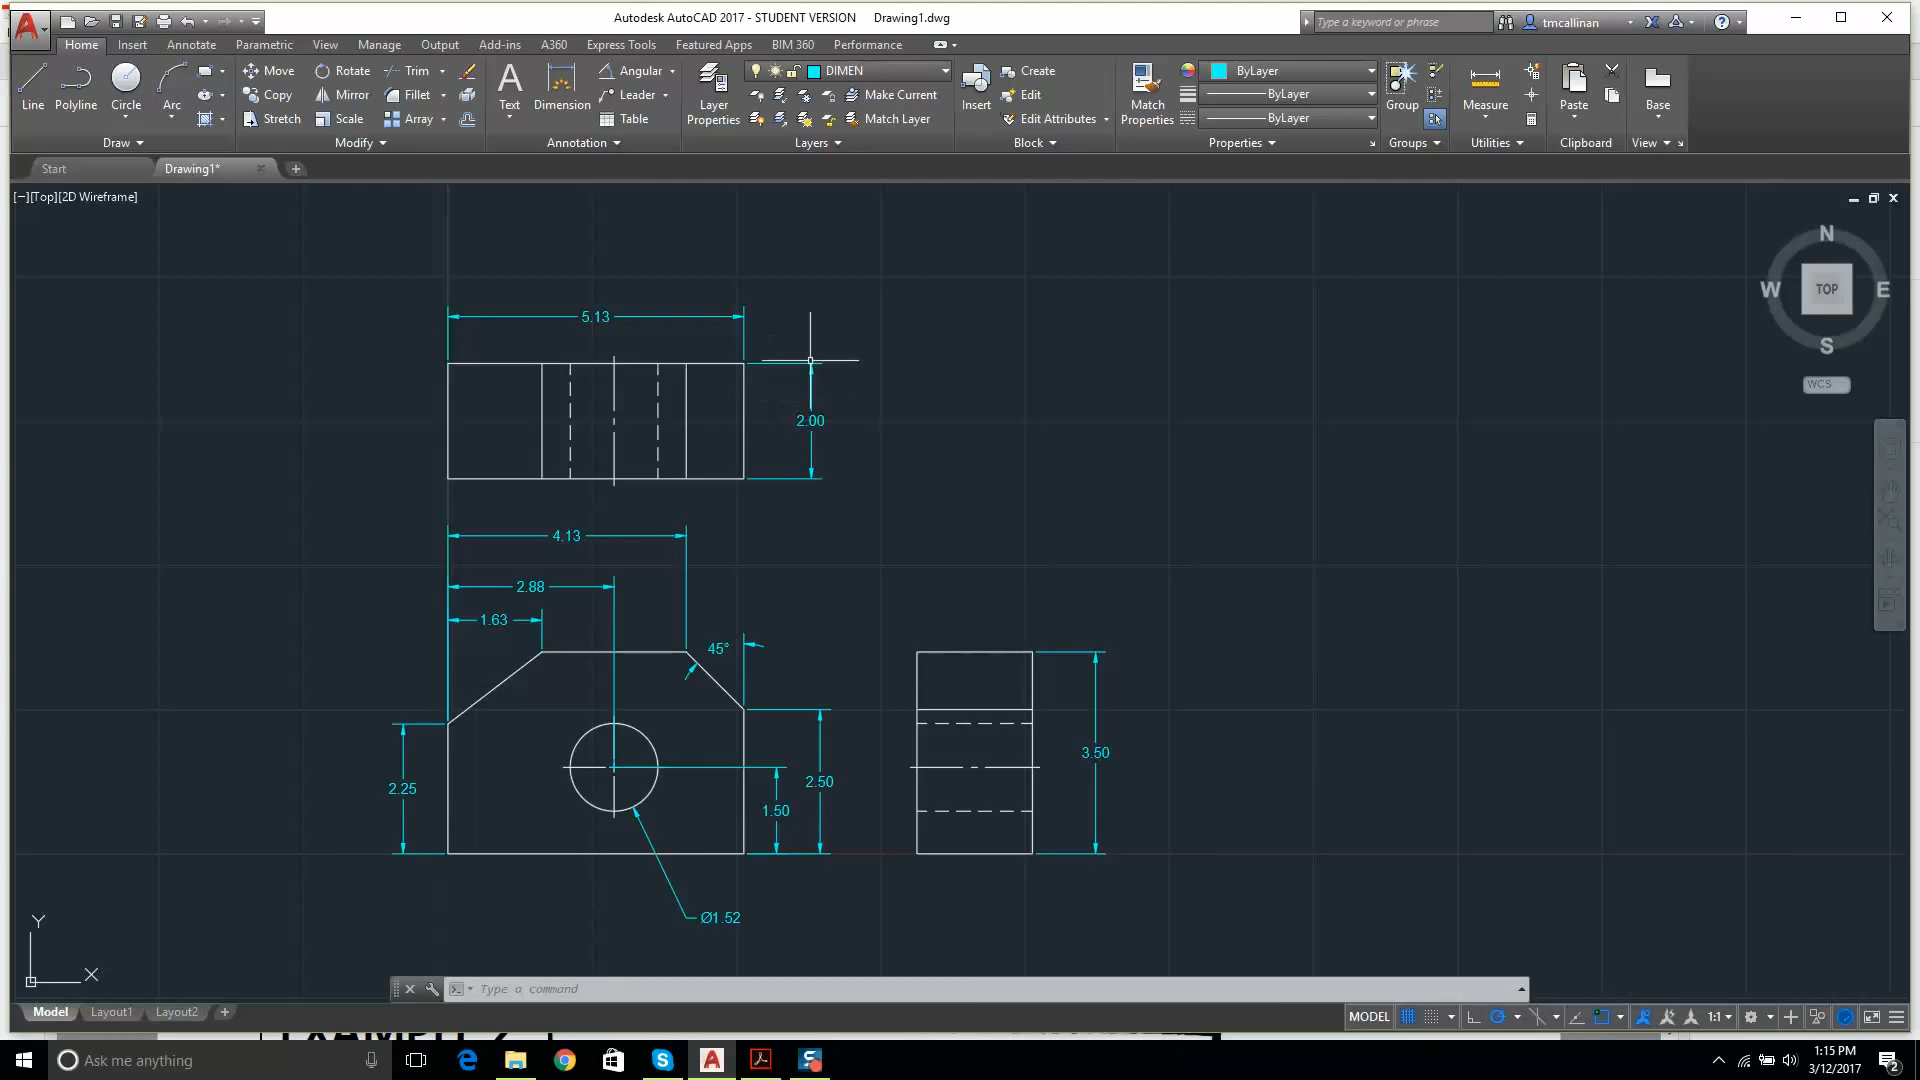 Autodesk AutoCAD 2017 - STUDENT VERSION Drawing1.dwg
Type a keyword or phrase
tmcallinan
Home Insert Annotate Parametric View Manage Output Add-ins A360 Express Tools Featured Apps BIM 360 Performance
Line Polyline Circle Arc
Move Rotate Trim
Copy Mirror Fillet
Stretch Scale Array
Text Dimension
Angular
Leader
Table
Layer Properties
DIMEN
Make Current
Match Layer
Insert
Create
Edit
Edit Attributes
Match Properties
ByLayer
ByLayer
ByLayer
Group
Measure
Paste
Base
Draw Modify Annotation Layers Block Properties Groups Utilities Clipboard View
Start Drawing1*
[−][Top][2D Wireframe]
N
W TOP E
S
WCS
5.13
2.00
4.13
2.88
1.63
45°
2.25
1.50
2.50
3.50
Ø1.52
Y
X
Type a command
Model Layout1 Layout2
MODEL 1:1
Ask me anything
1:15 PM
3/12/2017
2